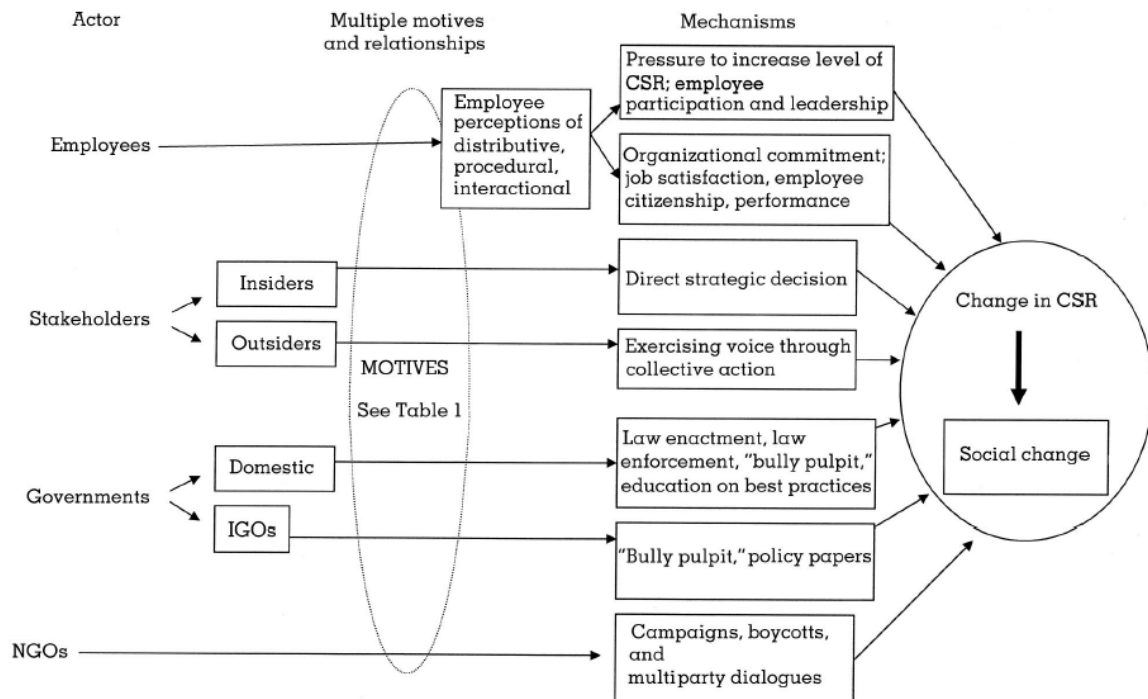 Actor
Multiple motives
and relationships
Mechanisms
Employees
Employee
perceptions of
distributive,
procedural,
interactional
Pressure to increase level of
CSR; employee
participation and leadership
Organizational commitment;
job satisfaction, employee
citizenship, performance
Stakeholders
Insiders
Outsiders
Direct strategic decision
Exercising voice through
collective action
MOTIVES
See Table 1
Governments
Domestic
IGOs
Law enactment, law
enforcement, "bully pulpit,"
education on best practices
"Bully pulpit," policy papers
NGOs
Campaigns, boycotts,
and
multiparty dialogues
Change in CSR
Social change